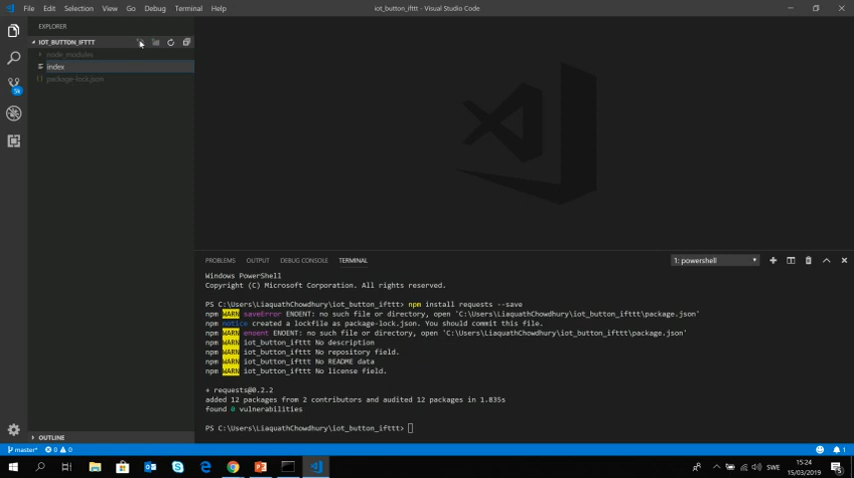 File Edit Selection View Go Debug Terminal Help
iot_button_ifttt - Visual Studio Code
EXPLORER
IOT_BUTTON_IFTTT
node_modules
index
package-lock.json
OUTLINE
PROBLEMS OUTPUT DEBUG CONSOLE TERMINAL
1: powershell
Windows PowerShell
Copyright (C) Microsoft Corporation. All rights reserved.
PS C:\Users\LiaquathChowdhury\iot_button_ifttt> npm install requests --save
npm WARN saveError ENOENT: no such file or directory, open 'C:\Users\LiaquathChowdhury\iot_button_ifttt\package.json'
npm notice created a lockfile as package-lock.json. You should commit this file.
npm WARN enoent ENOENT: no such file or directory, open 'C:\Users\LiaquathChowdhury\iot_button_ifttt\package.json'
npm WARN iot_button_ifttt No description
npm WARN iot_button_ifttt No repository field.
npm WARN iot_button_ifttt No README data
npm WARN iot_button_ifttt No license field.
+ requests@0.2.2
added 12 packages from 2 contributors and audited 12 packages in 1.835s
found 0 vulnerabilities
PS C:\Users\LiaquathChowdhury\iot_button_ifttt>
master* 0 0
1
SWE
15:24
15/03/2019